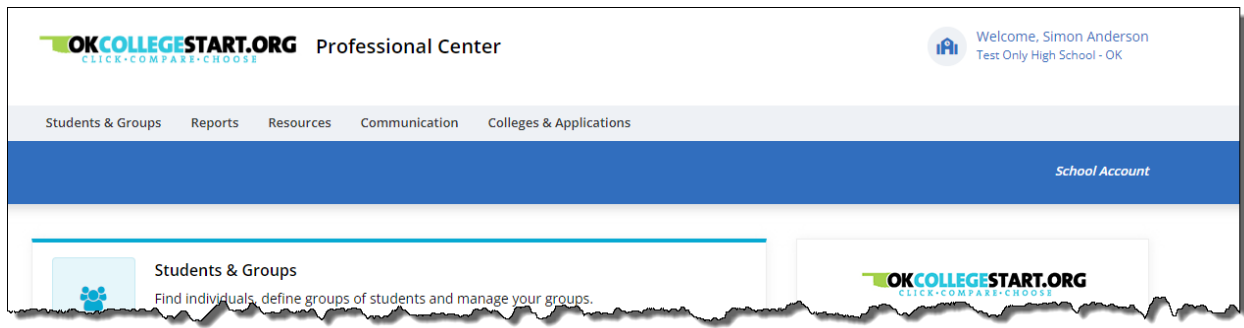 OKCOLLEGESTART.ORG Professional Center
CLICK•COMPARE•CHOOSE
Welcome, Simon Anderson
Test Only High School - OK
Students & Groups Reports Resources Communication Colleges & Applications
School Account
Students & Groups
Find individuals, define groups of students and manage your groups.
OKCOLLEGESTART.ORG
CLICK•COMPARE•CHOOSE